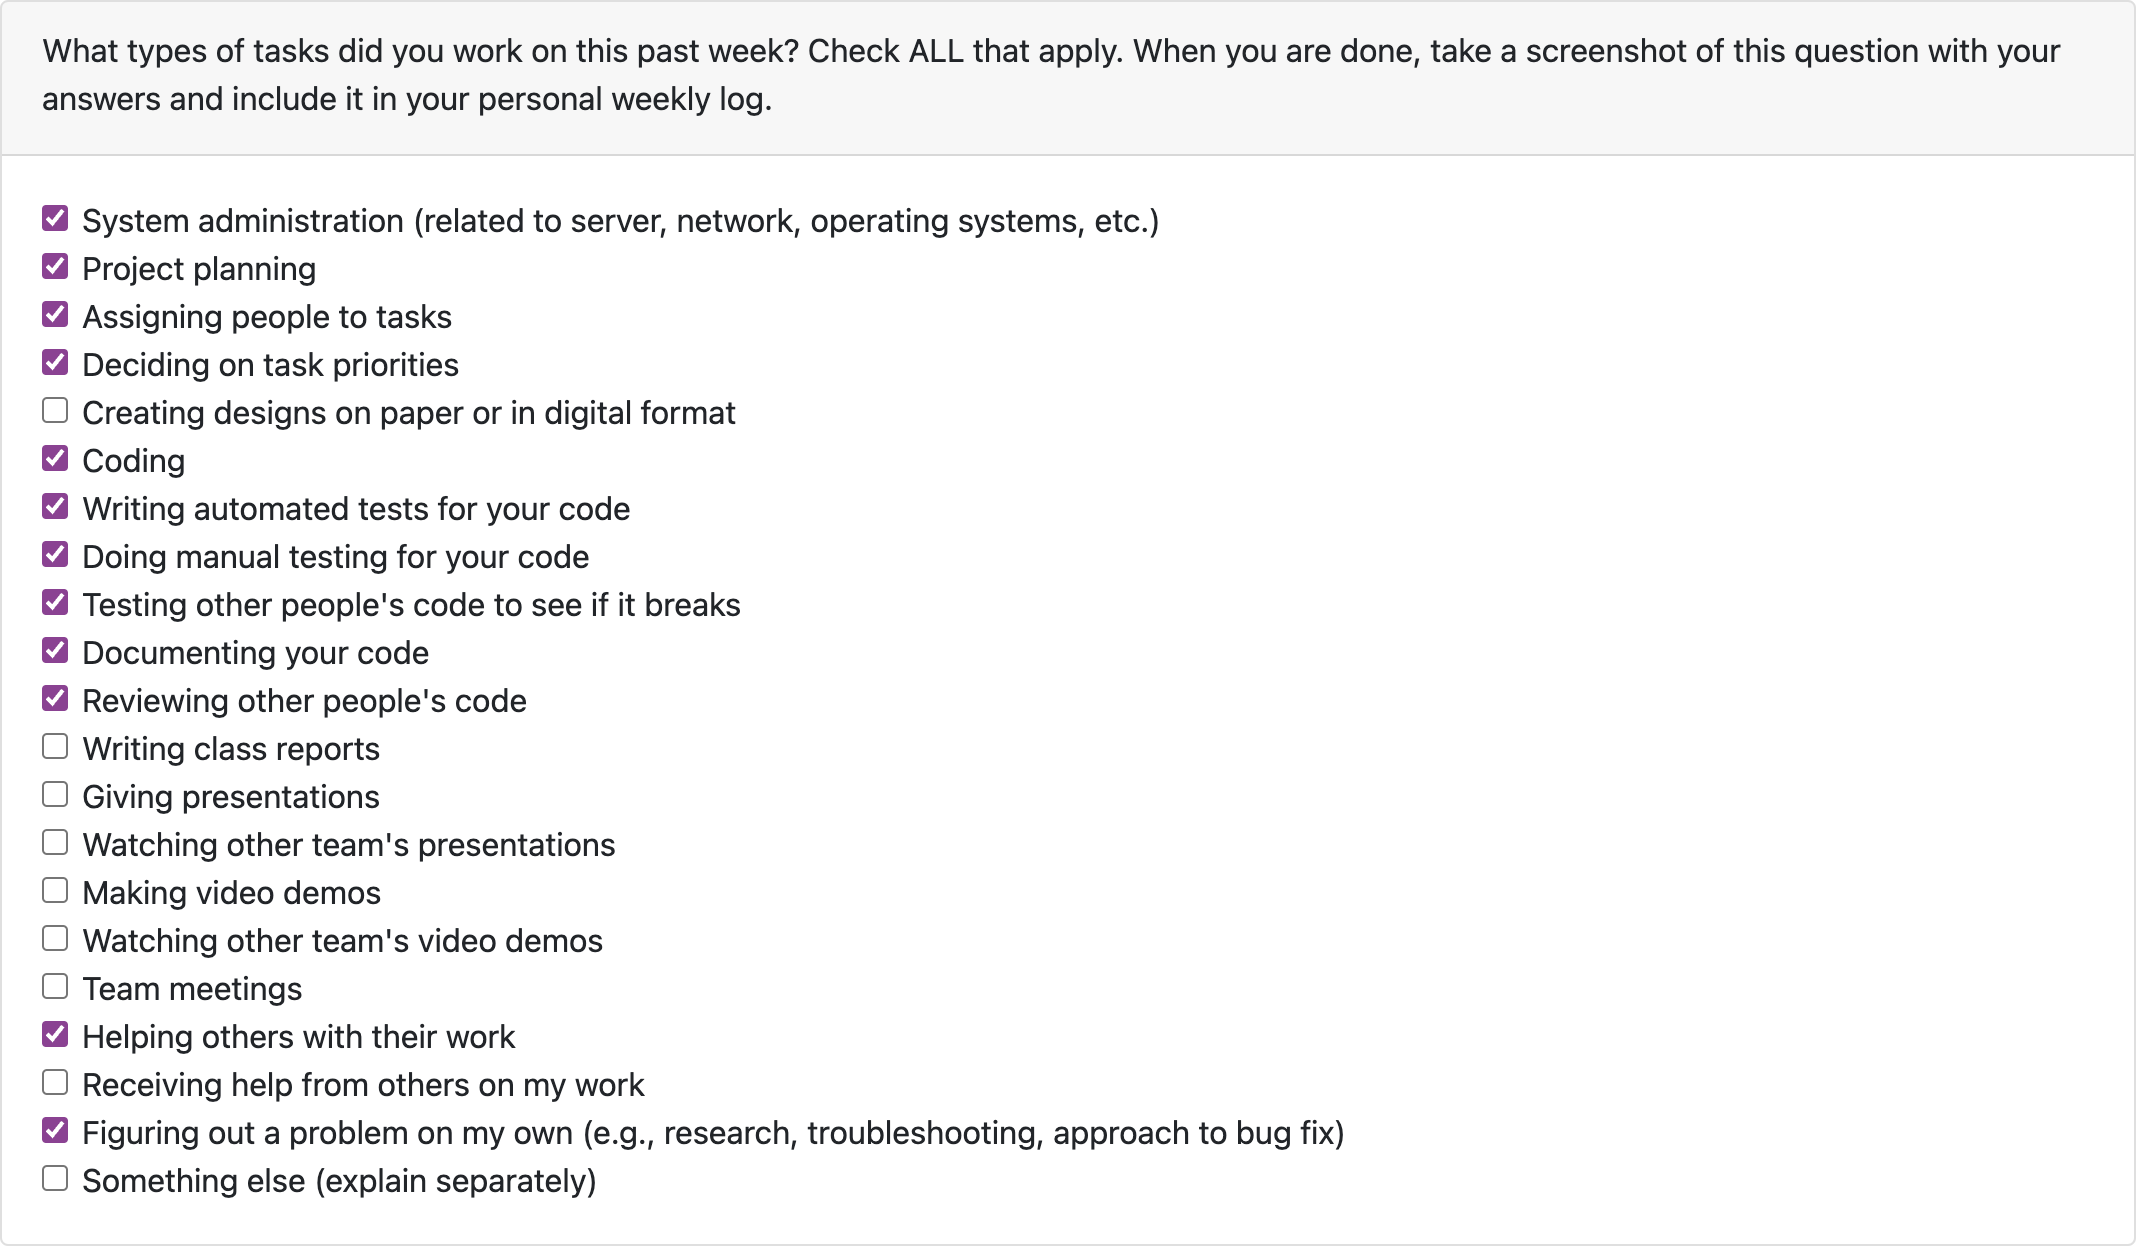 What types of tasks did you work on this past week? Check ALL that apply. When you are done, take a screenshot of this question with your
answers and include it in your personal weekly log.
System administration (related to server, network, operating systems, etc.)
Project planning
Assigning people to tasks
Deciding on task priorities
Creating designs on paper or in digital format
Coding
Writing automated tests for your code
Doing manual testing for your code
Testing other people's code to see if it breaks
Documenting your code
Reviewing other people's code
Writing class reports
Giving presentations
Watching other team's presentations
Making video demos
Watching other team's video demos
Team meetings
Helping others with their work
Receiving help from others on my work
Figuring out a problem on my own (e.g., research, troubleshooting, approach to bug fix)
Something else (explain separately)